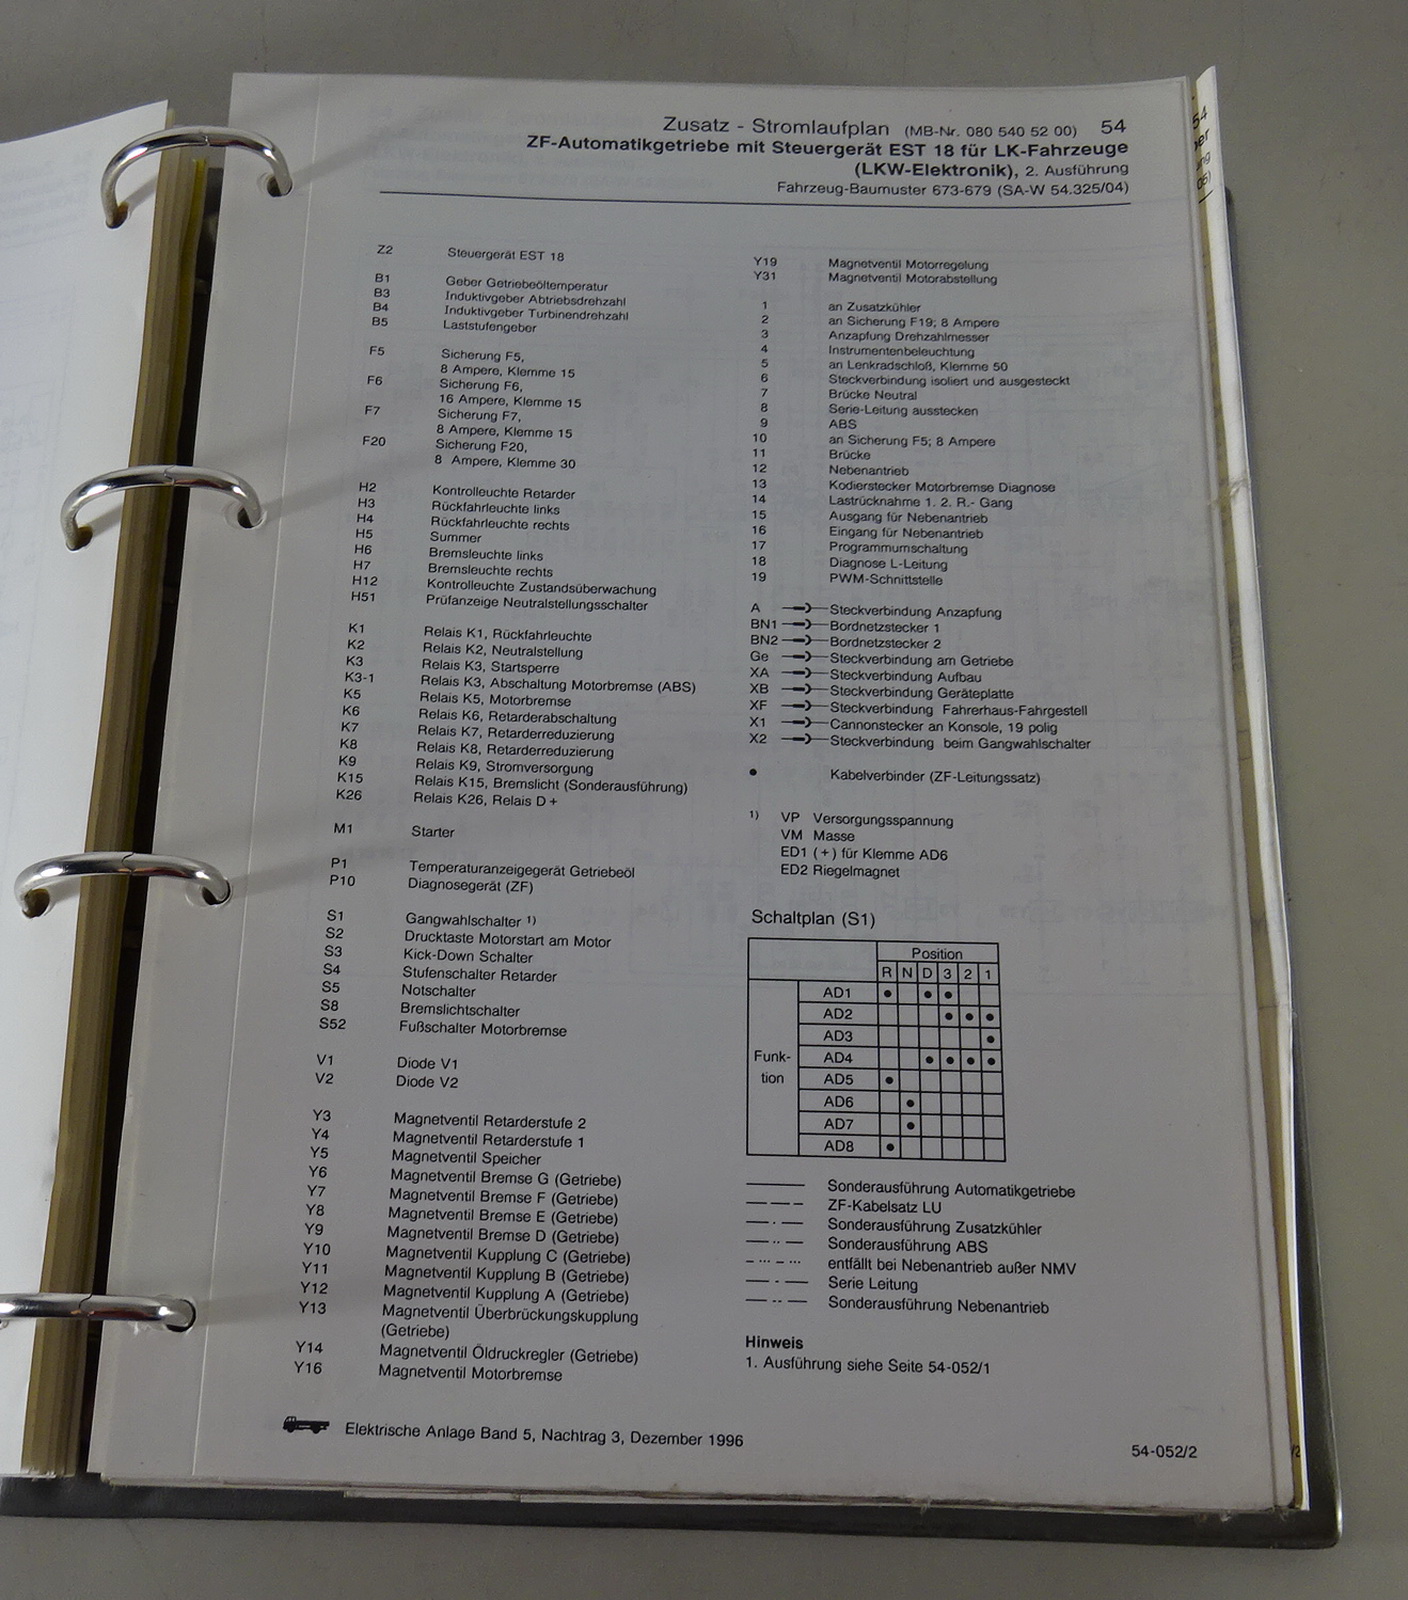 Zusatz - Stromlaufplan (MB-Nr. 080 540 52 00) 54
ZF-Automatikgetriebe mit Steuergerät EST 18 für LK-Fahrzeuge
(LKW-Elektronik), 2. Ausführung
Fahrzeug-Baumuster 673-679 (SA-W 54.325/04)
Z2 Steuergerät EST 18
B1 Geber Getriebeöltemperatur
B3 Induktivgeber Abtriebsdrehzahl
B4 Induktivgeber Turbinendrehzahl
B5 Laststufengeber
F5 Sicherung F5,
8 Ampere, Klemme 15
F6 Sicherung F6,
16 Ampere, Klemme 15
F7 Sicherung F7,
8 Ampere, Klemme 15
F20 Sicherung F20,
8 Ampere, Klemme 30
H2 Kontrolleuchte Retarder
H3 Rückfahrleuchte links
H4 Rückfahrleuchte rechts
H5 Summer
H6 Bremsleuchte links
H7 Bremsleuchte rechts
H12 Kontrolleuchte Zustandsüberwachung
H51 Prüfanzeige Neutralstellungsschalter
K1 Relais K1, Rückfahrleuchte
K2 Relais K2, Neutralstellung
K3 Relais K3, Startsperre
K3-1 Relais K3, Abschaltung Motorbremse (ABS)
K5 Relais K5, Motorbremse
K6 Relais K6, Retarderabschaltung
K7 Relais K7, Retarderreduzierung
K8 Relais K8, Retarderreduzierung
K9 Relais K9, Stromversorgung
K15 Relais K15, Bremslicht (Sonderausführung)
K26 Relais K26, Relais D +
M1 Starter
P1 Temperaturanzeigegerät Getriebeöl
P10 Diagnosegerät (ZF)
S1 Gangwahlschalter 1)
S2 Drucktaste Motorstart am Motor
S3 Kick-Down Schalter
S4 Stufenschalter Retarder
S5 Notschalter
S8 Bremslichtschalter
S52 Fußschalter Motorbremse
V1 Diode V1
V2 Diode V2
Y3 Magnetventil Retarderstufe 2
Y4 Magnetventil Retarderstufe 1
Y5 Magnetventil Speicher
Y6 Magnetventil Bremse G (Getriebe)
Y7 Magnetventil Bremse F (Getriebe)
Y8 Magnetventil Bremse E (Getriebe)
Y9 Magnetventil Bremse D (Getriebe)
Y10 Magnetventil Kupplung C (Getriebe)
Y11 Magnetventil Kupplung B (Getriebe)
Y12 Magnetventil Kupplung A (Getriebe)
Y13 Magnetventil Überbrückungskupplung
(Getriebe)
Y14 Magnetventil Öldruckregler (Getriebe)
Y16 Magnetventil Motorbremse
Y19 Magnetventil Motorregelung
Y31 Magnetventil Motorabstellung
1 an Zusatzkühler
2 an Sicherung F19; 8 Ampere
3 Anzapfung Drehzahlmesser
4 Instrumentenbeleuchtung
5 an Lenkradschloß, Klemme 50
6 Steckverbindung isoliert und ausgesteckt
7 Brücke Neutral
8 Serie-Leitung ausstecken
9 ABS
10 an Sicherung F5; 8 Ampere
11 Brücke
12 Nebenantrieb
13 Kodierstecker Motorbremse Diagnose
14 Lastrücknahme 1. 2. R.- Gang
15 Ausgang für Nebenantrieb
16 Eingang für Nebenantrieb
17 Programmumschaltung
18 Diagnose L-Leitung
19 PWM-Schnittstelle
A Steckverbindung Anzapfung
BN1 Bordnetzstecker 1
BN2 Bordnetzstecker 2
Ge Steckverbindung am Getriebe
XA Steckverbindung Aufbau
XB Steckverbindung Geräteplatte
XF Steckverbindung Fahrerhaus-Fahrgestell
X1 Cannonstecker an Konsole, 19 polig
X2 Steckverbindung beim Gangwahlschalter
• Kabelverbinder (ZF-Leitungssatz)
1) VP Versorgungsspannung
VM Masse
ED1 (+) für Klemme AD6
ED2 Riegelmagnet
Schaltplan (S1)
Position
R N D 3 2 1
Funk-
tion
AD1 • • •
AD2 • • •
AD3 •
AD4 • • • •
AD5 •
AD6 •
AD7 •
AD8 •
Sonderausführung Automatikgetriebe
ZF-Kabelsatz LU
Sonderausführung Zusatzkühler
Sonderausführung ABS
entfällt bei Nebenantrieb außer NMV
Serie Leitung
Sonderausführung Nebenantrieb
Hinweis
1. Ausführung siehe Seite 54-052/1
Elektrische Anlage Band 5, Nachtrag 3, Dezember 1996
54-052/2